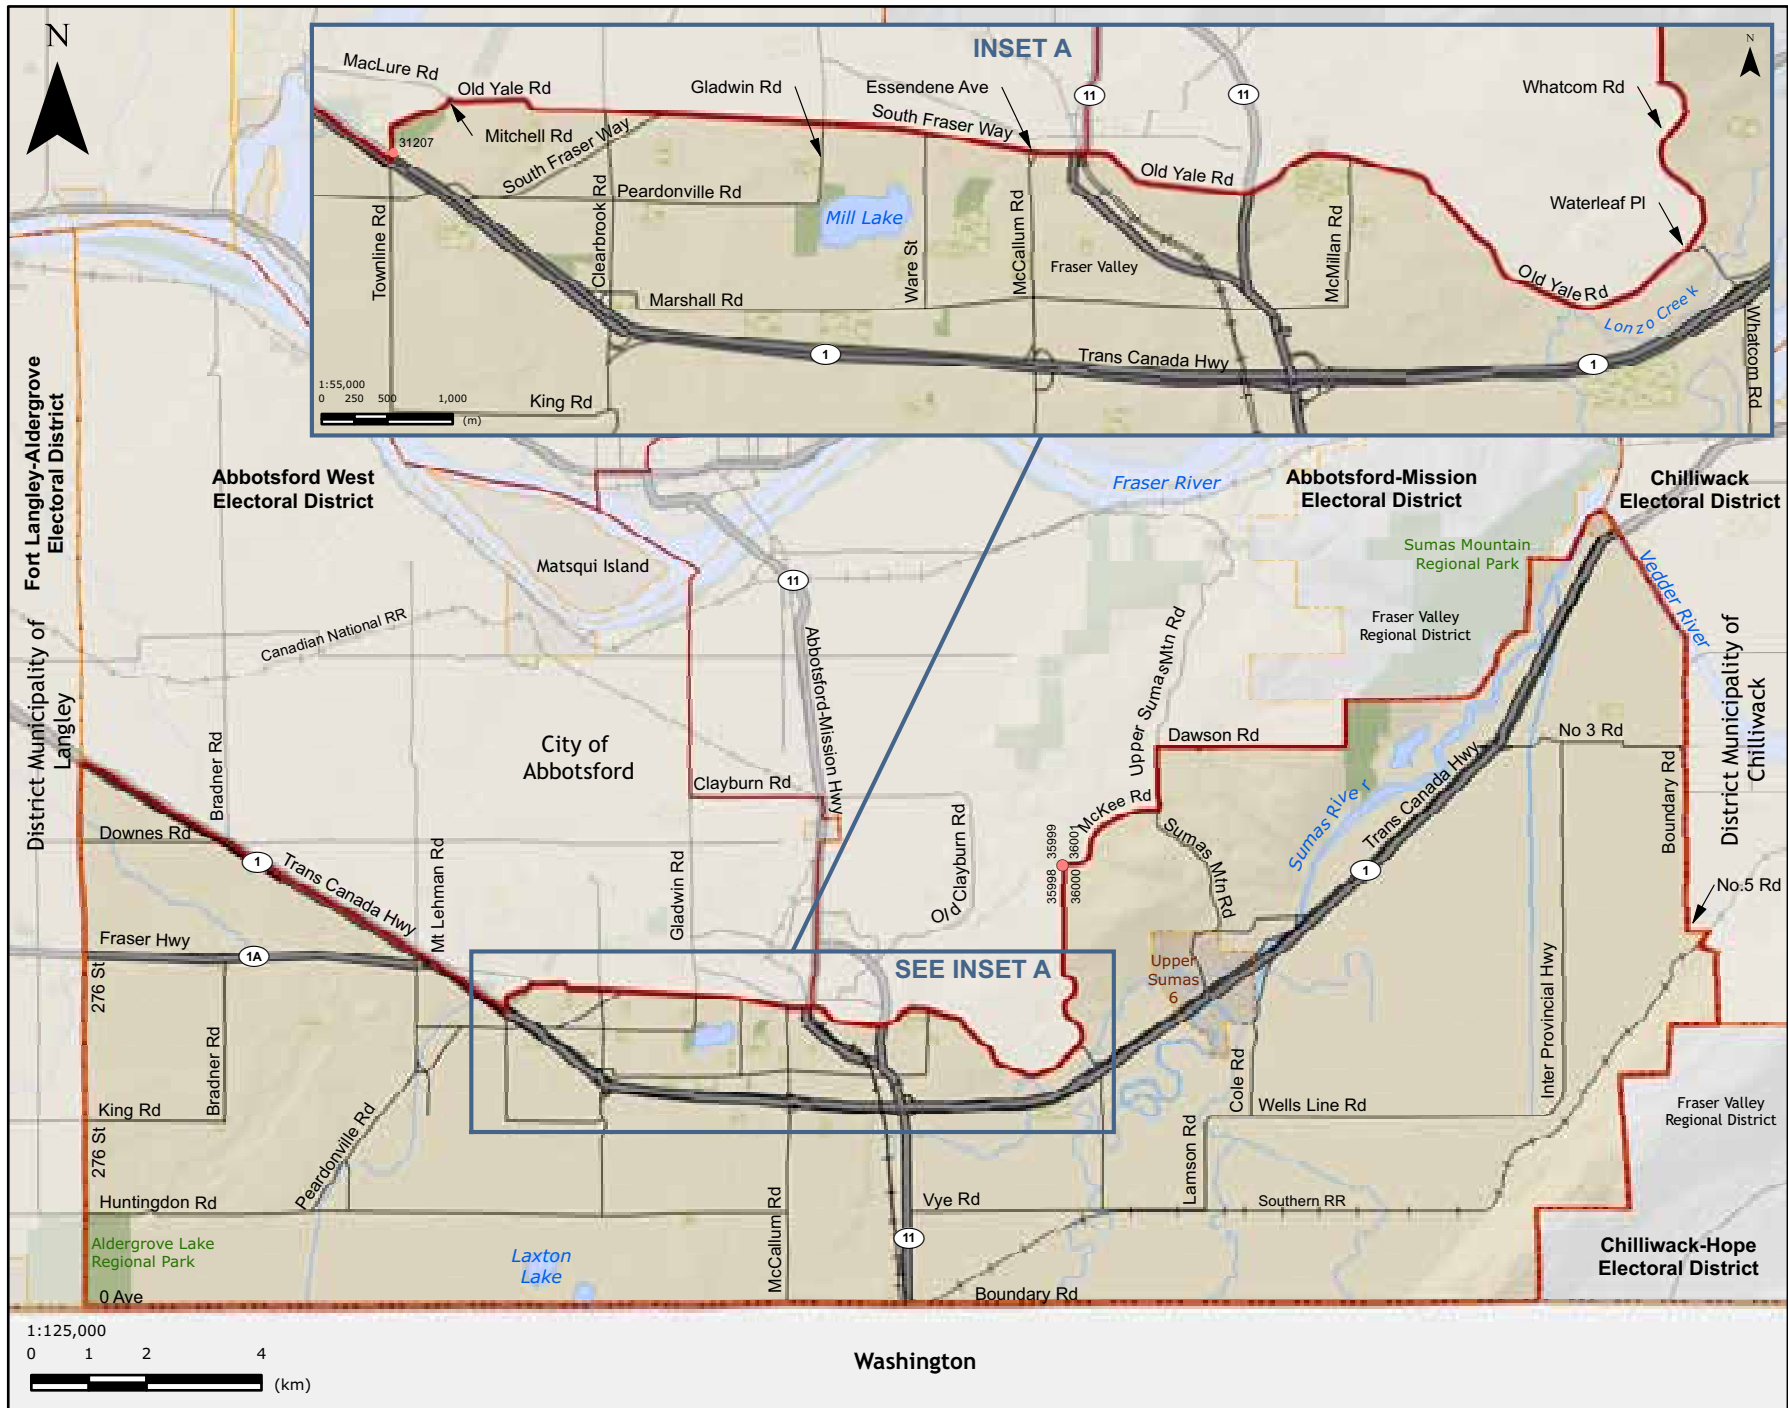 N
INSET A
N
MacLure Rd
Old Yale Rd
Gladwin Rd
Essendene Ave
11
11
Whatcom Rd
South Fraser Way
Mitchell Rd
31207
South Fraser Way
Old Yale Rd
Peardonville Rd
Mill Lake
Waterleaf Pl
Townline Rd
Clearbrook Rd
Ware St
McCallum Rd
Fraser Valley
McMillan Rd
Old Yale Rd
Marshall Rd
Lonzo Creek
Whatcom Rd
1
Trans Canada Hwy
1
1:55,000
0 250 500 1,000
(m)
King Rd
Fort Langley-Aldergrove
Electoral District
Abbotsford West
Electoral District
Fraser River
Abbotsford-Mission
Electoral District
Chilliwack
Electoral District
Matsqui Island
11
Sumas Mountain
Regional Park
Vedder River
Fraser Valley
Regional District
Canadian National RR
District Municipality of
Langley
District Municipality of
Chilliwack
Abbotsford-Mission Hwy
Upper Sumas Mtn Rd
Bradner Rd
City of
Abbotsford
Dawson Rd
No 3 Rd
Clayburn Rd
Old Clayburn Rd
McKee Rd
Sumas Mtn Rd
Sumas River
Trans Canada Hwy
Boundary Rd
Downes Rd
1
Trans Canada Hwy
Mt Lehman Rd
Gladwin Rd
35999
36001
35998
36000
1
No.5 Rd
Fraser Hwy
1A
276 St
SEE INSET A
Upper
Sumas
6
Inter Provincial Hwy
Bradner Rd
King Rd
Peardonville Rd
276 St
Cole Rd
Wells Line Rd
Lamson Rd
Fraser Valley
Regional District
Huntingdon Rd
McCallum Rd
Vye Rd
Southern RR
Aldergrove Lake
Regional Park
Laxton
Lake
11
Chilliwack-Hope
Electoral District
0 Ave
Boundary Rd
1:125,000
0 1 2 4
(km)
Washington